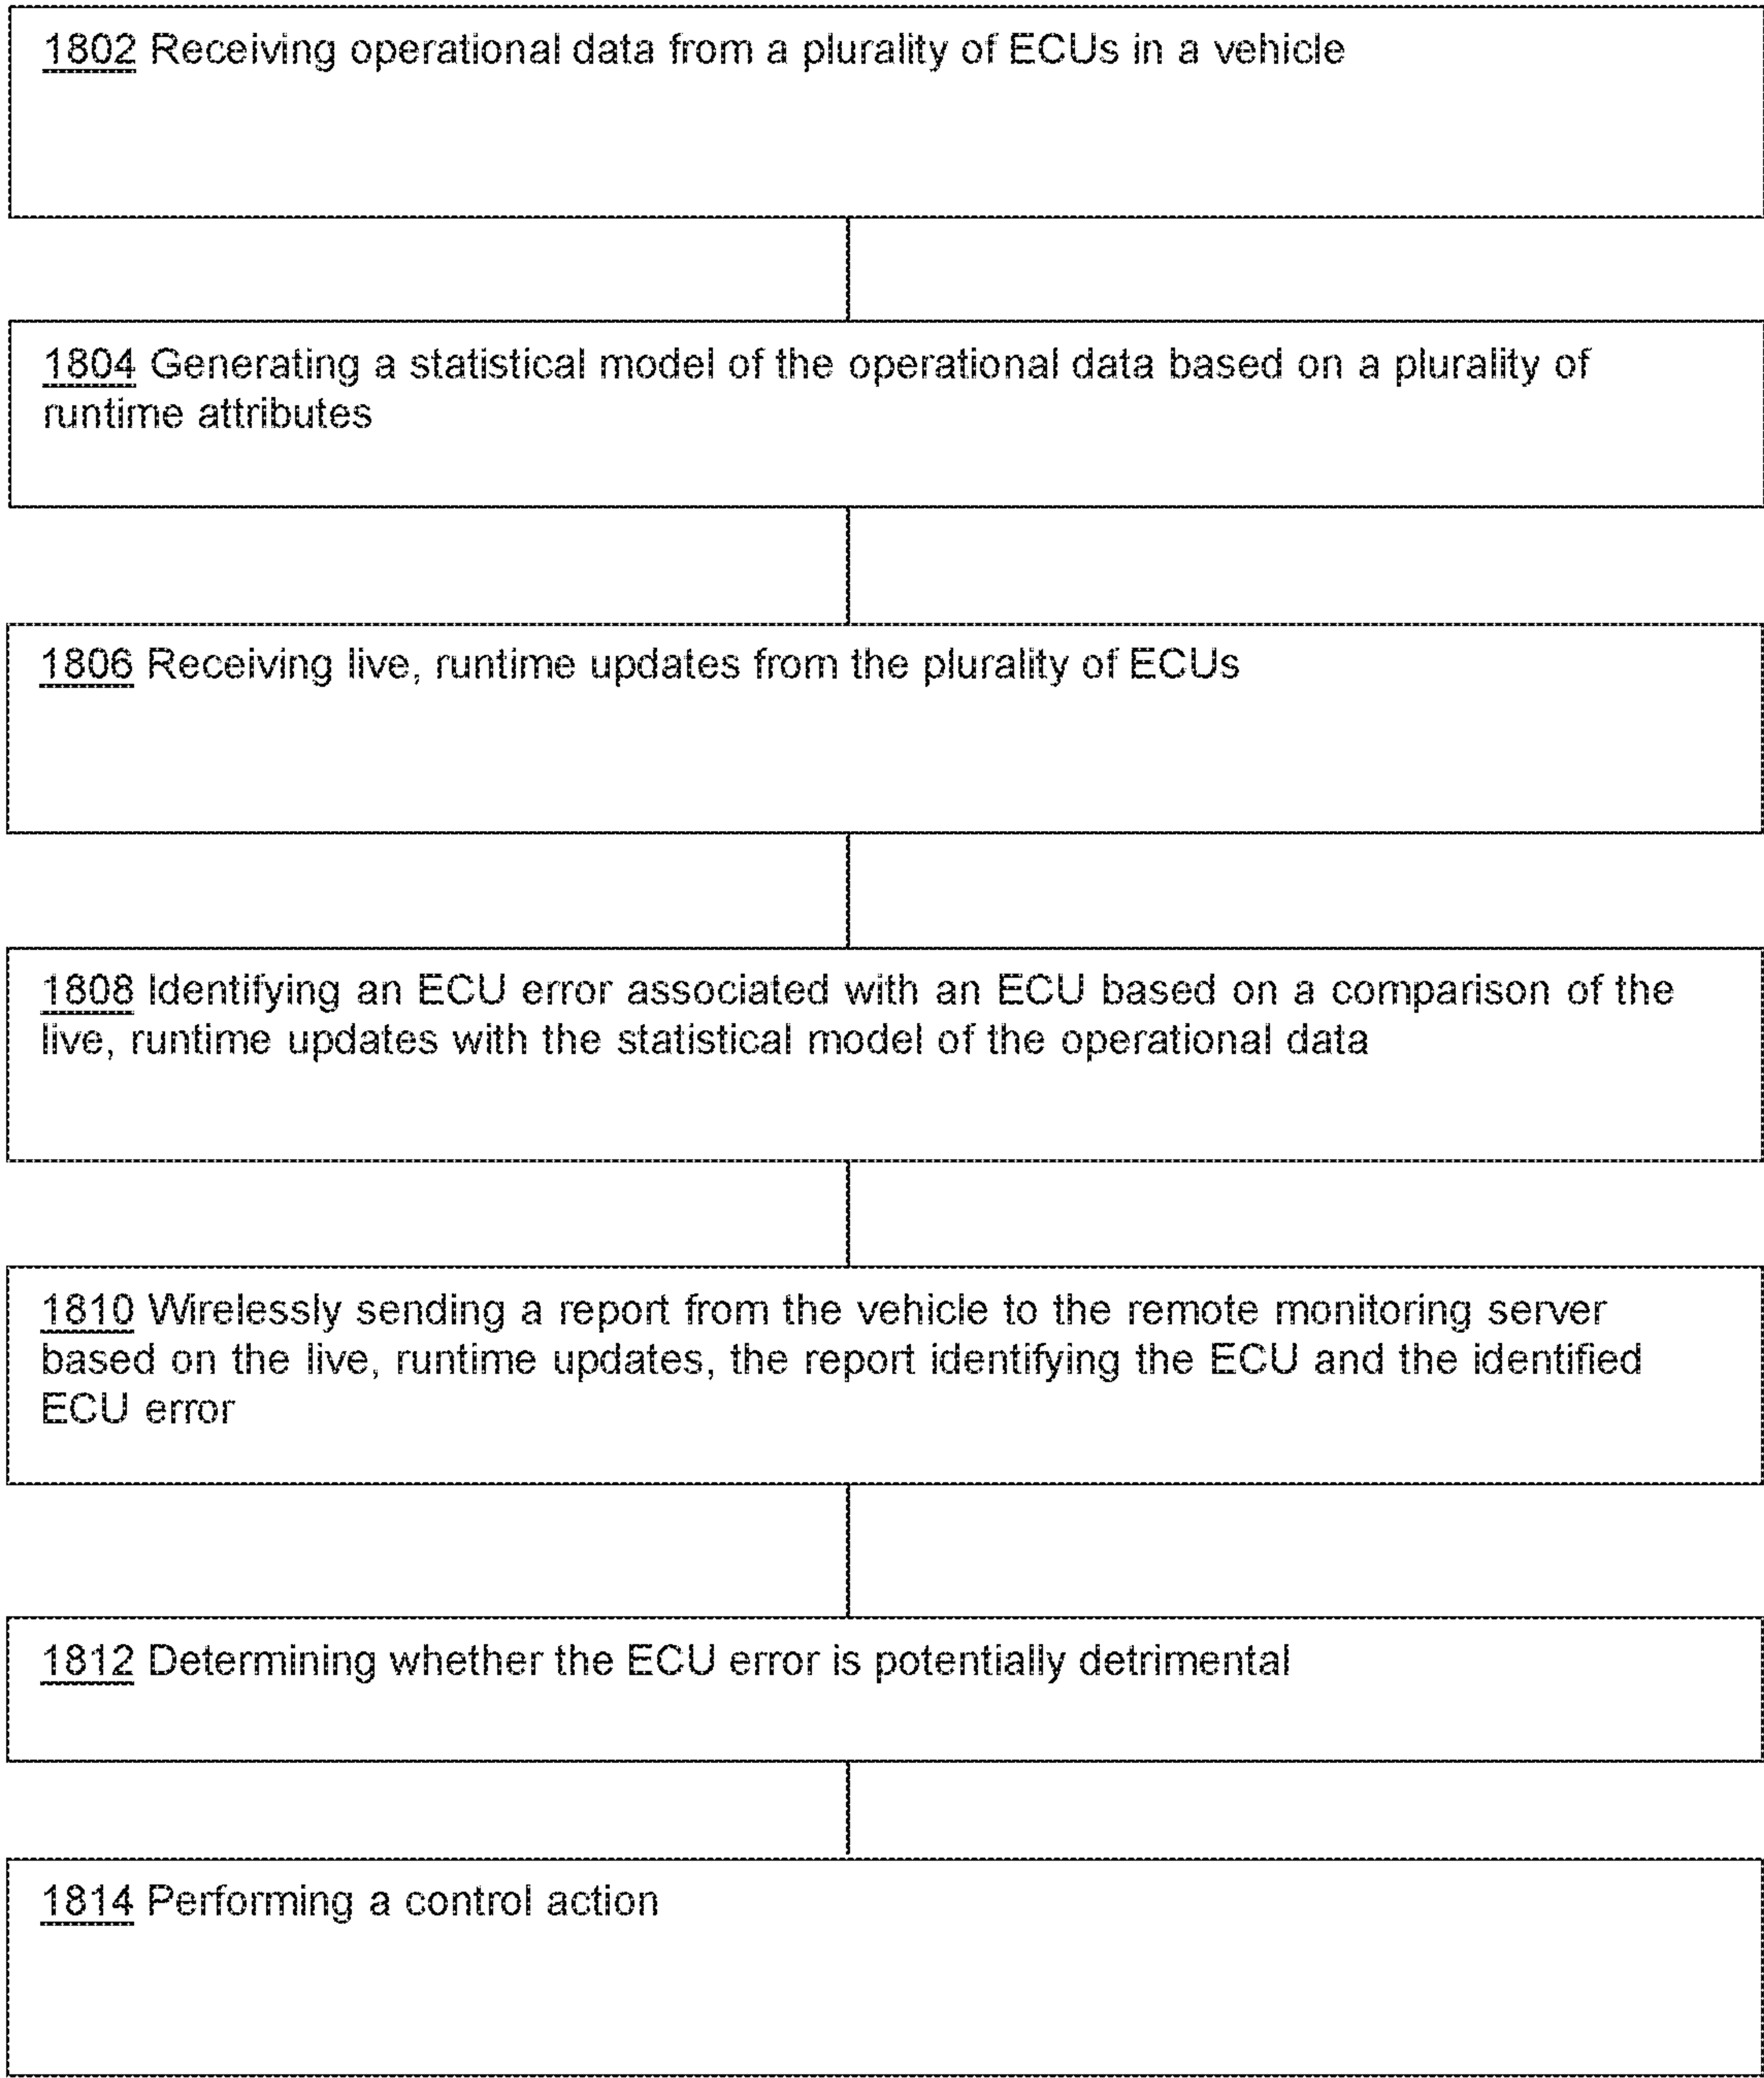 1802 Receiving operational data from a plurality of ECUs in a vehicle
1804 Generating a statistical model of the operational data based on a plurality of
runtime attributes
1806 Receiving live, runtime updates from the plurality of ECUs
1808 Identifying an ECU error associated with an ECU based on a comparison of the
live, runtime updates with the statistical model of the operational data
1810 Wirelessly sending a report from the vehicle to the remote monitoring server
based on the live, runtime updates, the report identifying the ECU and the identified
ECU error
1812 Determining whether the ECU error is potentially detrimental
1814 Performing a control action